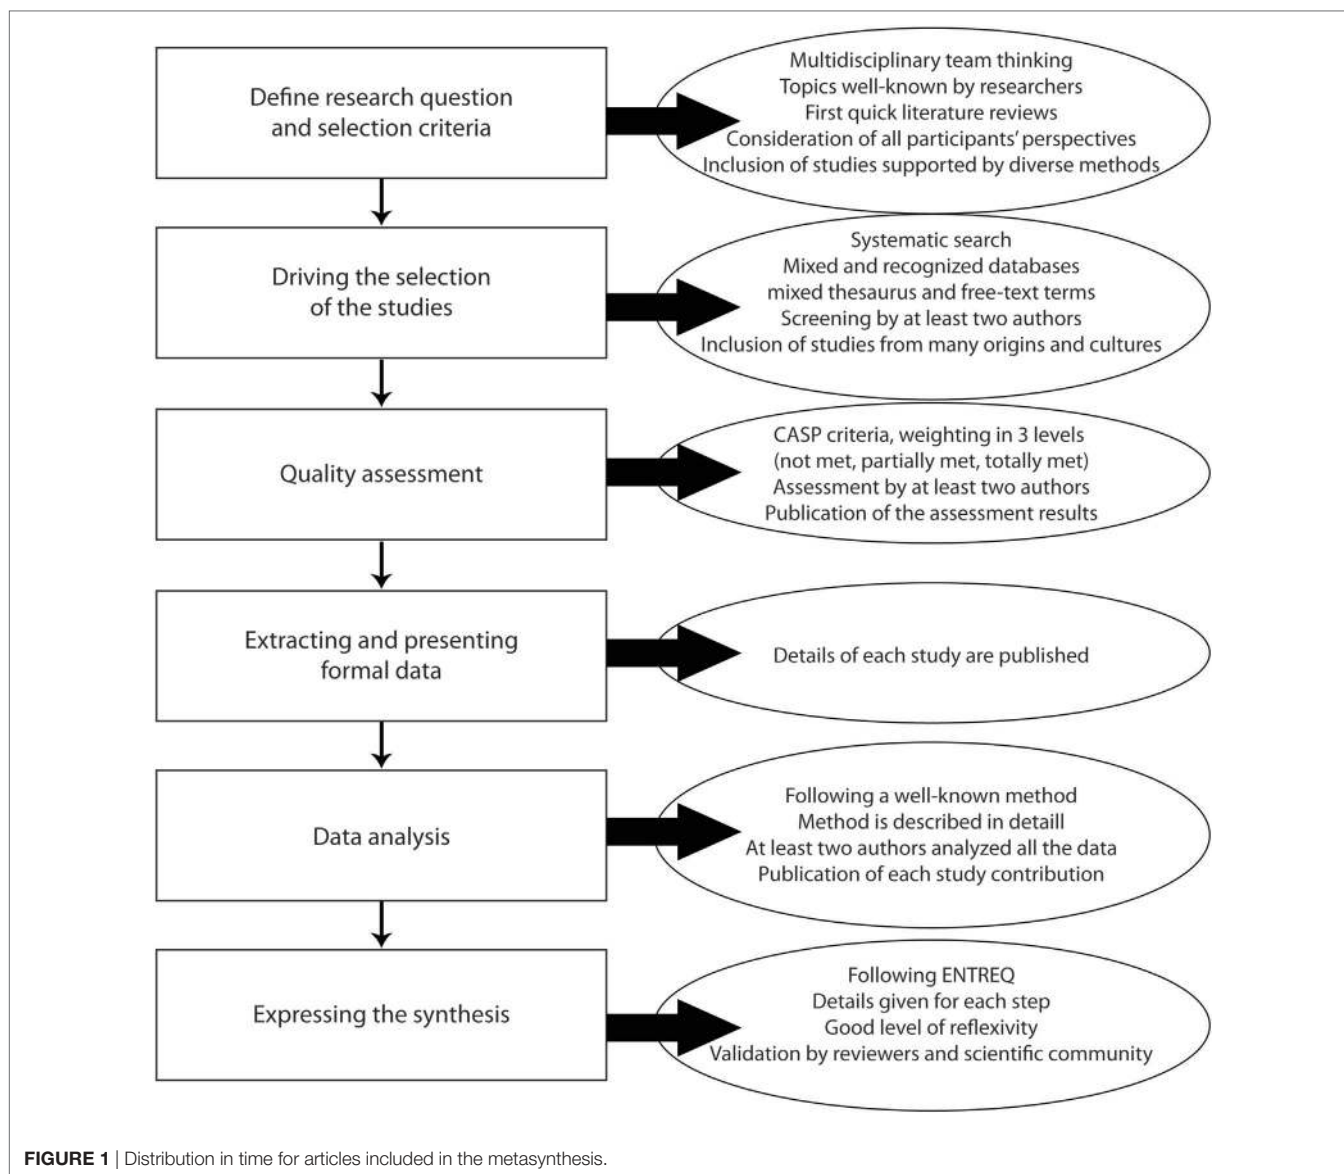 Define research question
and selection criteria
Multidisciplinary team thinking
Topics well-known by researchers
First quick literature reviews
Consideration of all participants' perspectives
Inclusion of studies supported by diverse methods
Driving the selection
of the studies
Systematic search
Mixed and recognized databases
mixed thesaurus and free-text terms
Screening by at least two authors
Inclusion of studies from many origins and cultures
Quality assessment
CASP criteria, weighting in 3 levels
(not met, partially met, totally met)
Assessment by at least two authors
Publication of the assessment results
Extracting and presenting
formal data
Details of each study are published
Data analysis
Following a well-known method
Method is described in detaill
At least two authors analyzed all the data
Publication of each study contribution
Expressing the synthesis
Following ENTREQ
Details given for each step
Good level of reflexivity
Validation by reviewers and scientific community
FIGURE 1 | Distribution in time for articles included in the metasynthesis.